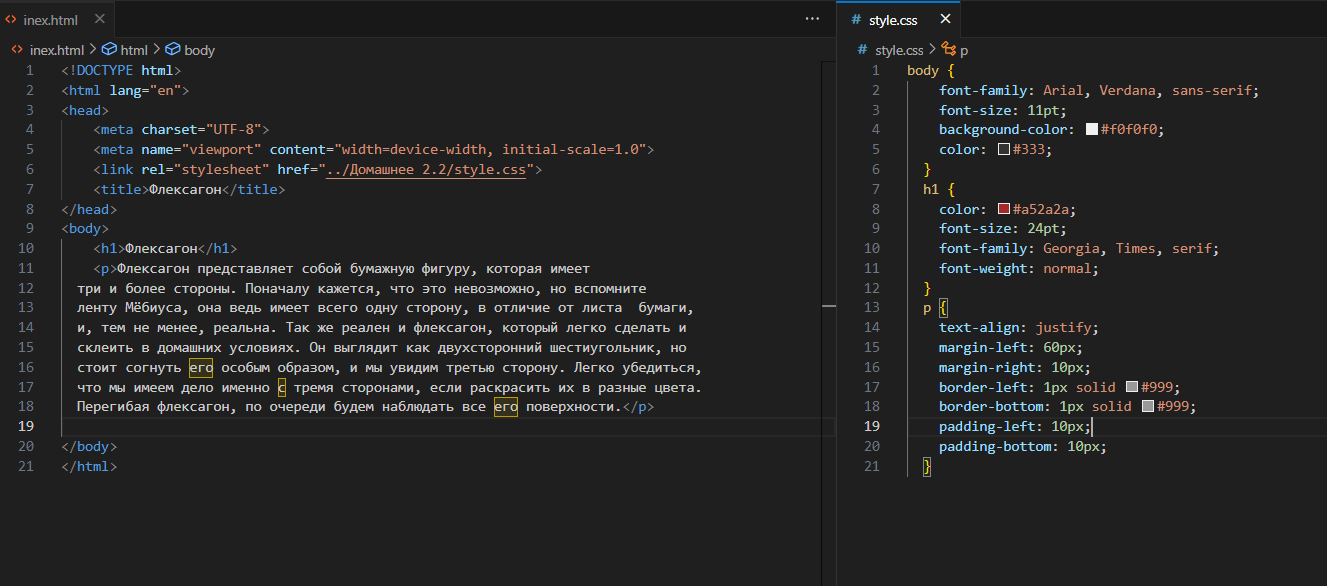 inex.html
inex.html > html > body
1 <!DOCTYPE html>
2 <html lang="en">
3 <head>
4 <meta charset="UTF-8">
5 <meta name="viewport" content="width=device-width, initial-scale=1.0">
6 <link rel="stylesheet" href="../Домашнее 2.2/style.css">
7 <title>Флексагон</title>
8 </head>
9 <body>
10 <h1>Флексагон</h1>
11 <p>Флексагон представляет собой бумажную фигуру, которая имеет
12 три и более стороны. Поначалу кажется, что это невозможно, но вспомните
13 ленту Мёбиуса, она ведь имеет всего одну сторону, в отличие от листа  бумаги,
14 и, тем не менее, реальна. Так же реален и флексагон, который легко сделать и
15 склеить в домашних условиях. Он выглядит как двухсторонний шестиугольник, но
16 стоит согнуть его особым образом, и мы увидим третью сторону. Легко убедиться,
17 что мы имеем дело именно с тремя сторонами, если раскрасить их в разные цвета.
18 Перегибая флексагон, по очереди будем наблюдать все его поверхности.</p>
19
20 </body>
21 </html>
# style.css
# style.css > p
1 body {
2 font-family: Arial, Verdana, sans-serif;
3 font-size: 11pt;
4 background-color: #f0f0f0;
5 color: #333;
6 }
7 h1 {
8 color: #a52a2a;
9 font-size: 24pt;
10 font-family: Georgia, Times, serif;
11 font-weight: normal;
12 }
13 p {
14 text-align: justify;
15 margin-left: 60px;
16 margin-right: 10px;
17 border-left: 1px solid #999;
18 border-bottom: 1px solid #999;
19 padding-left: 10px;
20 padding-bottom: 10px;
21 }